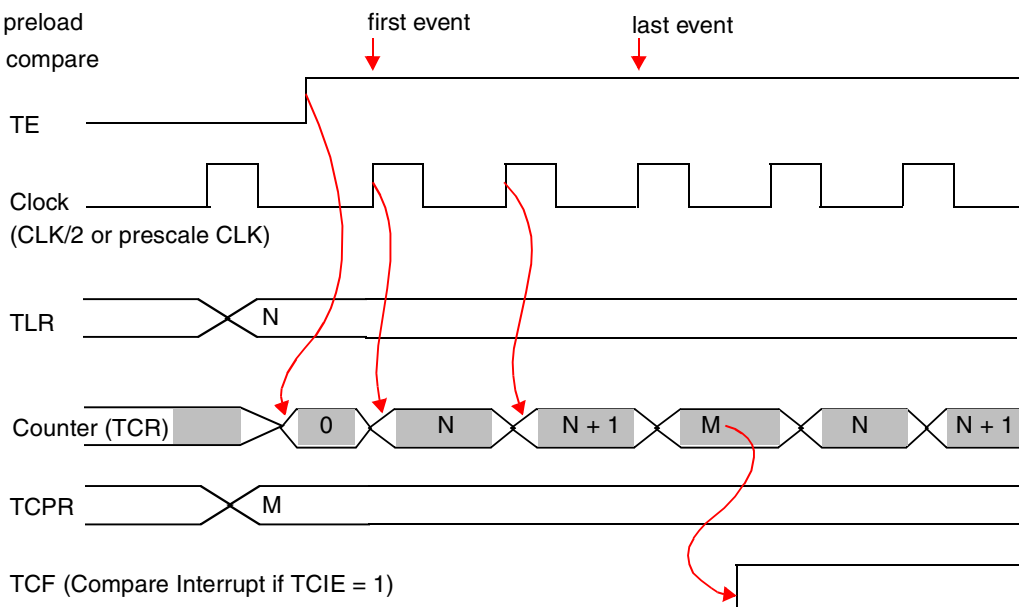 preload
first event
last event
compare
TE
Clock
(CLK/2 or prescale CLK)
TLR
N
Counter (TCR)
0
N
N + 1
M
N
N + 1
TCPR
M
TCF (Compare Interrupt if TCIE = 1)